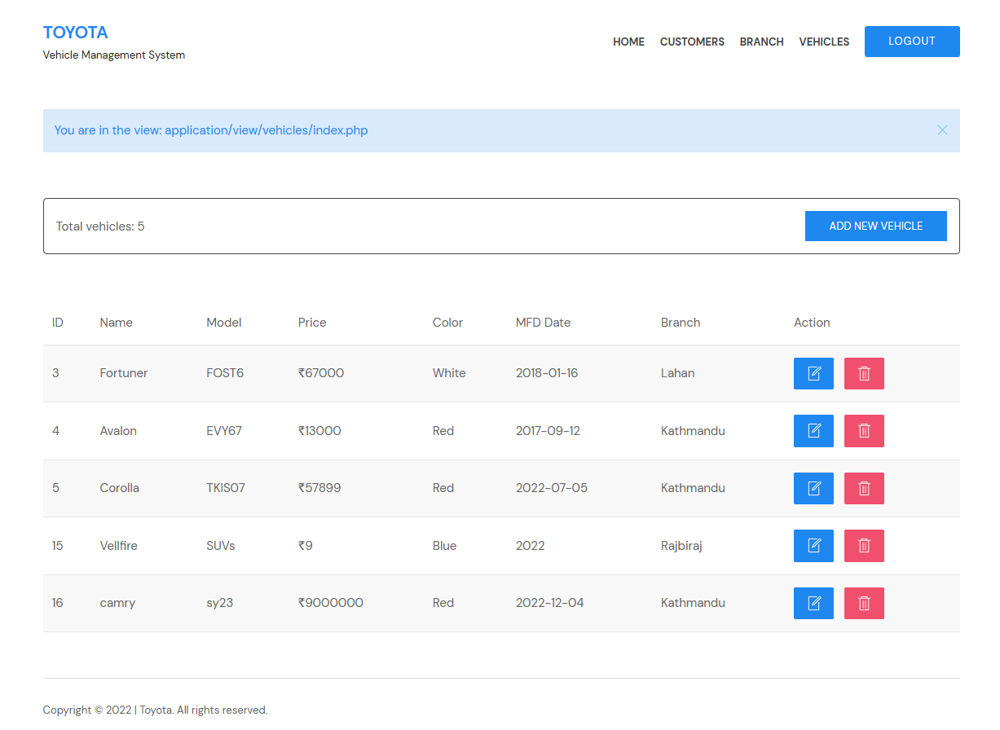 TOYOTA
Vehicle Management System
HOME CUSTOMERS BRANCH VEHICLES LOGOUT
You are in the view: application/view/vehicles/index.php
Total vehicles: 5 ADD NEW VEHICLE
ID Name Model Price Color MFD Date Branch Action
3 Fortuner FOST6 ₹67000 White 2018-01-16 Lahan
4 Avalon EVY67 ₹13000 Red 2017-09-12 Kathmandu
5 Corolla TKIS07 ₹57899 Red 2022-07-05 Kathmandu
15 Vellfire SUVs ₹9 Blue 2022 Rajbiraj
16 camry sy23 ₹9000000 Red 2022-12-04 Kathmandu
Copyright © 2022 | Toyota. All rights reserved.